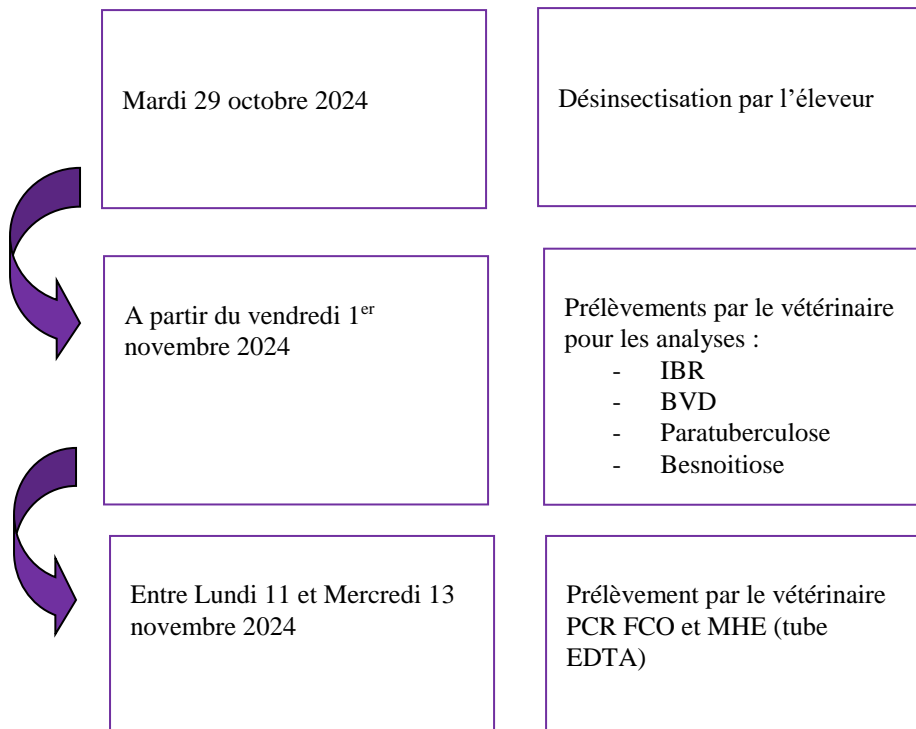 Mardi 29 octobre 2024
Désinsectisation par l’éleveur
A partir du vendredi 1er
novembre 2024
Prélèvements par le vétérinaire
pour les analyses :
- IBR
- BVD
- Paratuberculose
- Besnoitiose
Entre Lundi 11 et Mercredi 13
novembre 2024
Prélèvement par le vétérinaire
PCR FCO et MHE (tube
EDTA)